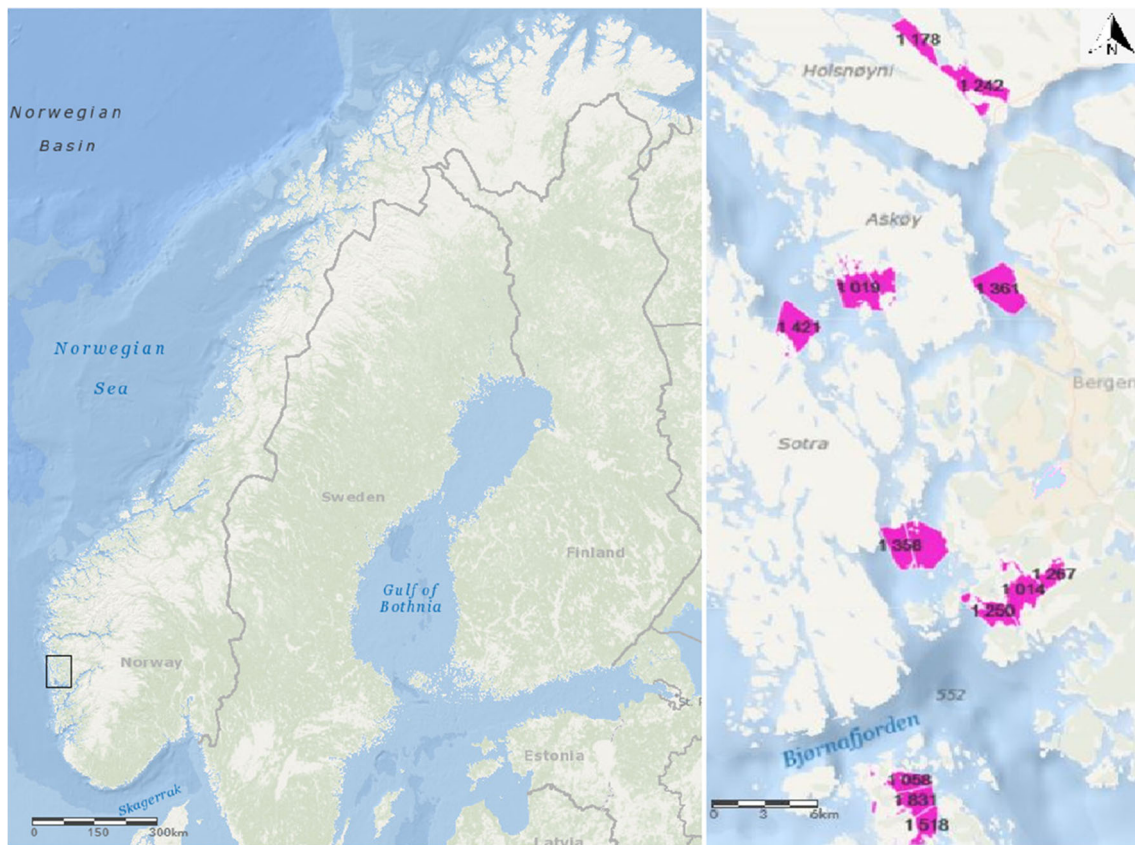 Norwegian
Basin
Norwegian
Sea
Sweden
Finland
Gulf of
Bothnia
Norway
Estonia
Skagerrak
Latvia
0 150 300km
N
1 178
Holsnøyni
1 242
Askøy
1 019
1 361
1 421
Bergen
Sotra
1 358
1 267
1 014
1 250
552
Bjørnafjorden
1 058
1 831
1 518
0 3 6km